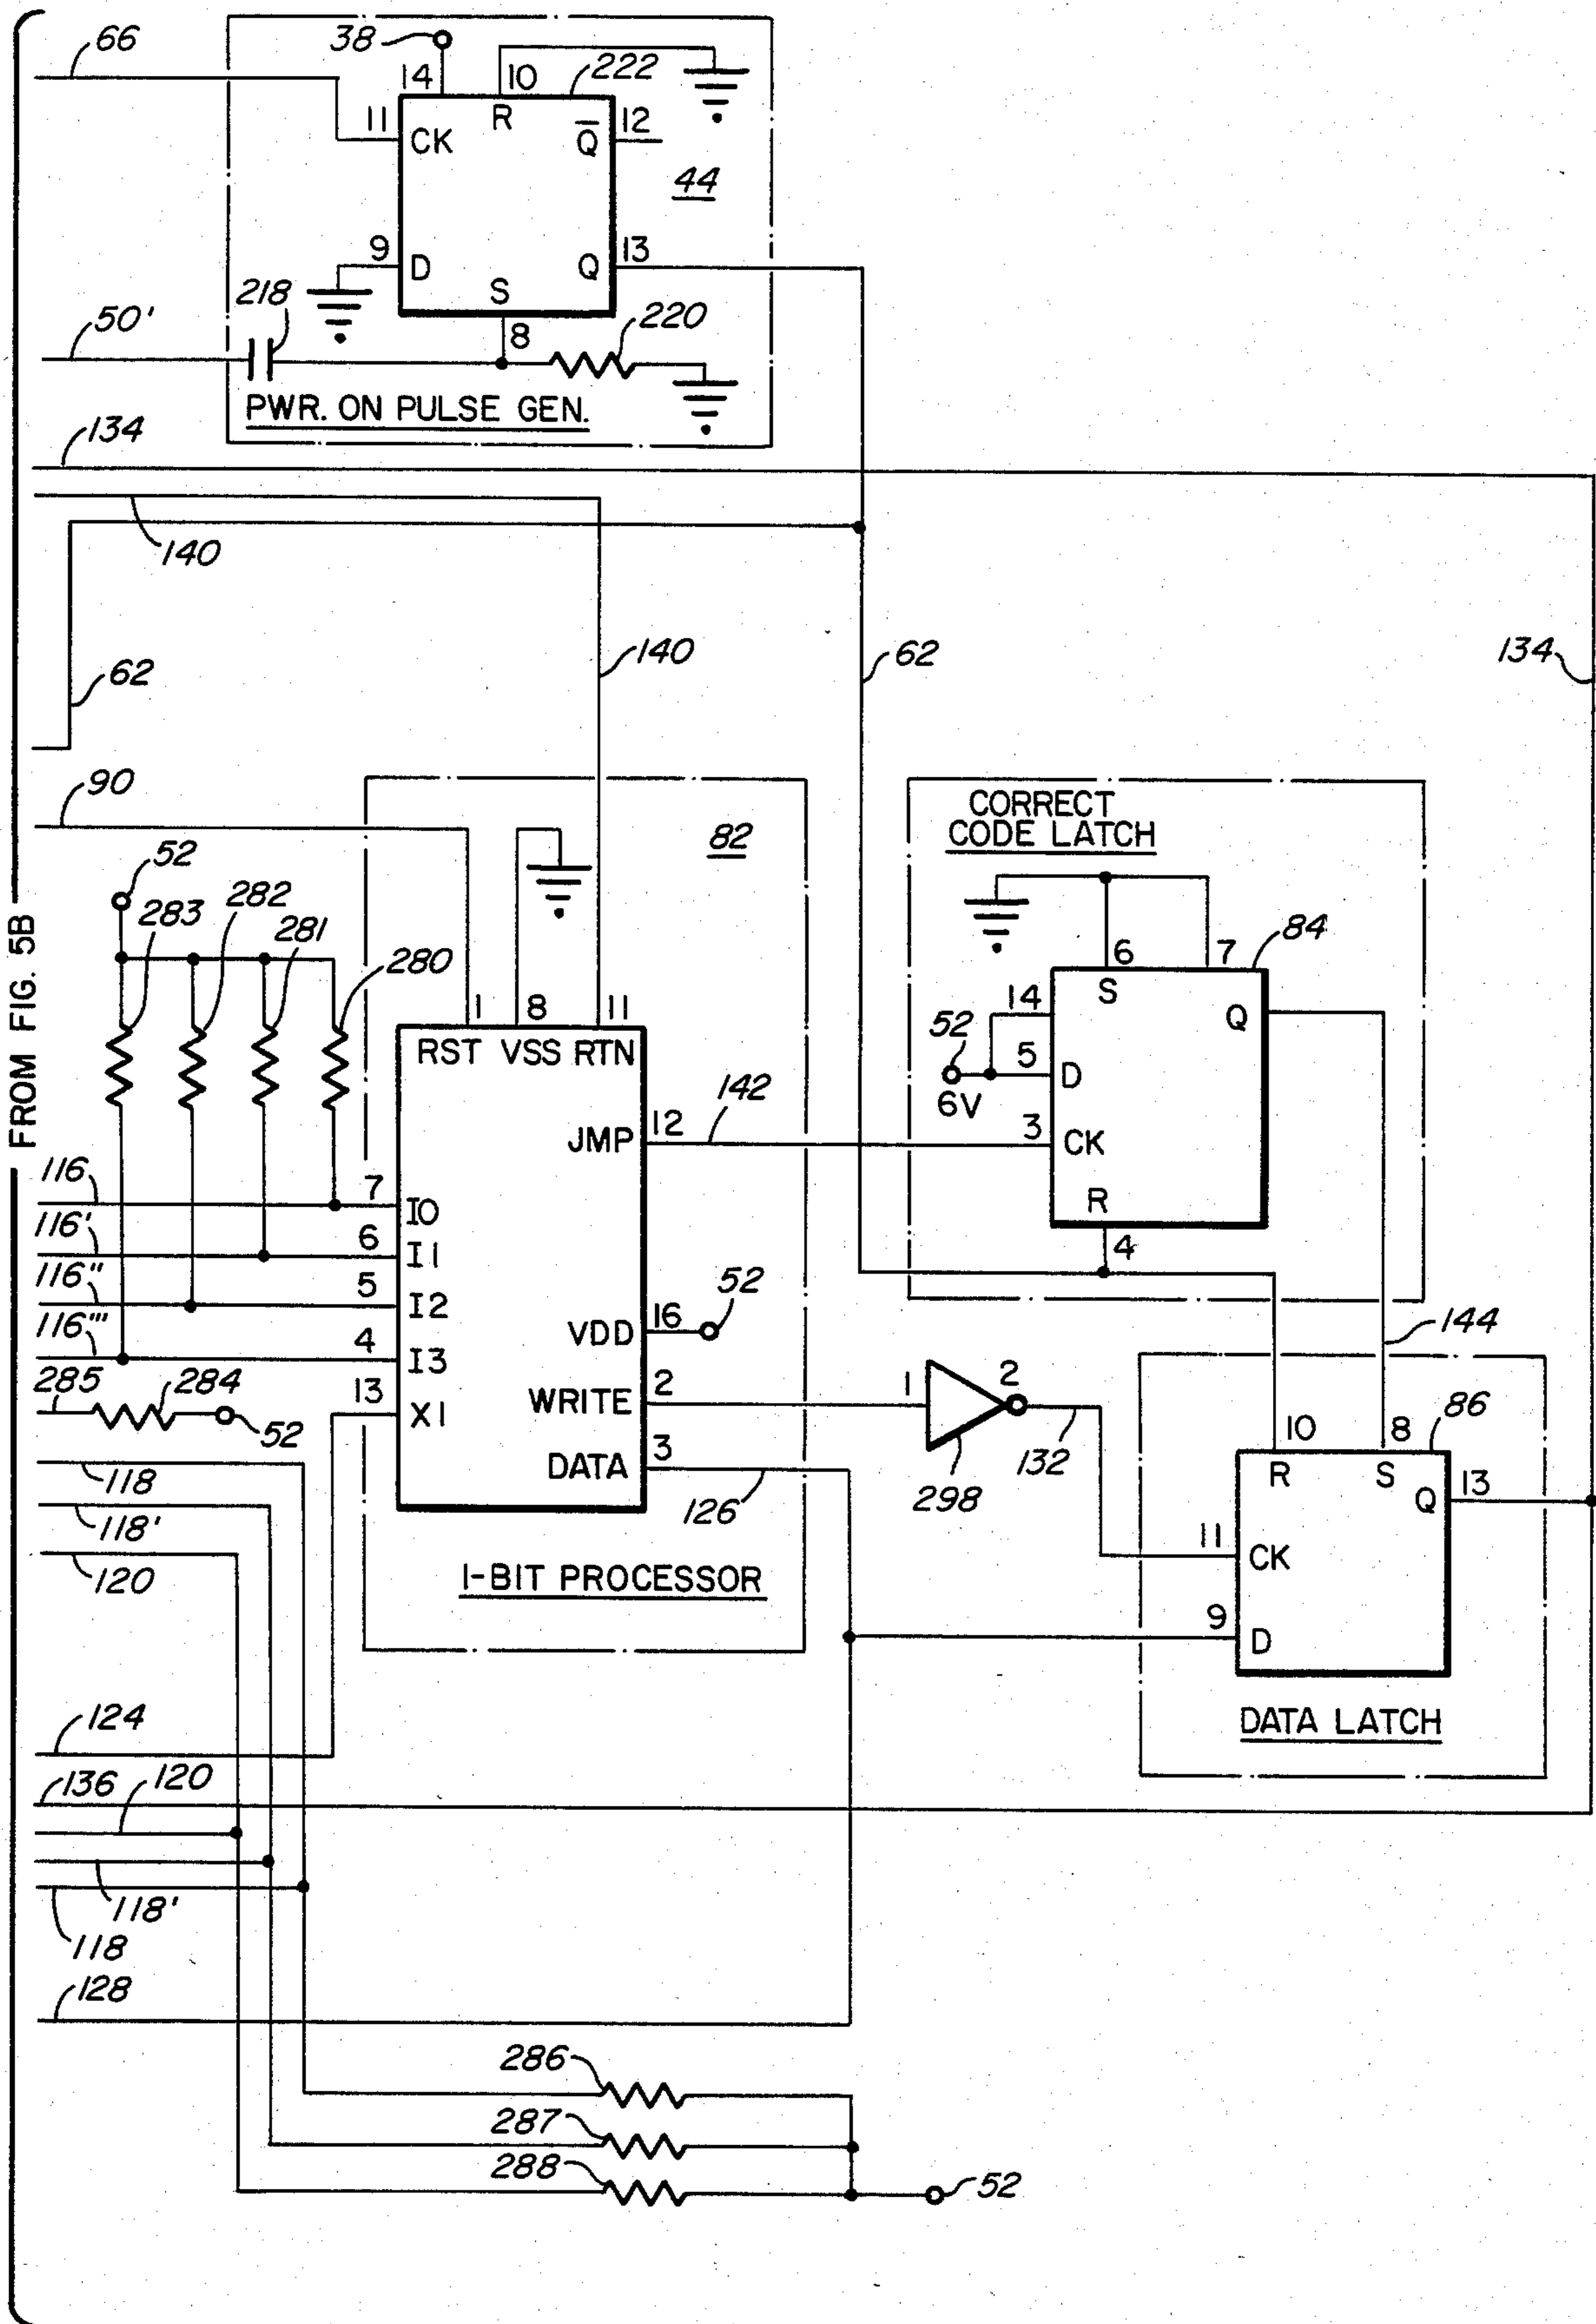 FROM FIG. 5B
66
38
14
10
222
11
CK
R
Q̅
12
44
9
D
Q
13
S
218
8
220
50'
PWR. ON PULSE GEN.
134
140
62
140
62
134
90
82
52
283
282
281
280
1
8
11
RST VSS RTN
JMP
12
142
116
7
I0
116'
6
I1
116"
5
I2
116'''
4
I3
VDD
16
52
285
284
52
13
X1
WRITE
2
DATA
3
126
1-BIT PROCESSOR
CORRECT
CODE LATCH
6
7
84
S
14
Q
52
5
D
6V
3
CK
R
4
144
1
2
298
132
10
8
86
R
S
Q
13
11
CK
9
D
DATA LATCH
118
118'
120
124
136
120
118'
118
128
286
287
288
52